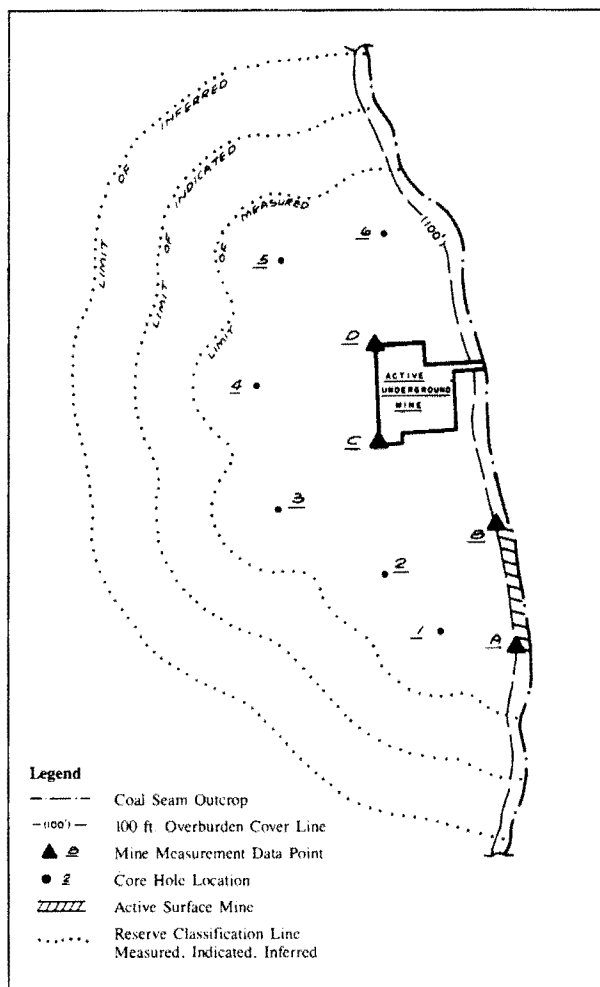 LIMIT OF INFERRED
LIMIT OF INDICATED
LIMIT OF MEASURED
(100')
6
5
D
ACTIVE
UNDERGROUND
MINE
4
C
3
B
2
1
A
Legend
Coal Seam Outcrop
(100')
100 ft. Overburden Cover Line
B
Mine Measurement Data Point
2
Core Hole Location
Active Surface Mine
Reserve Classification Line
Measured, Indicated, Inferred